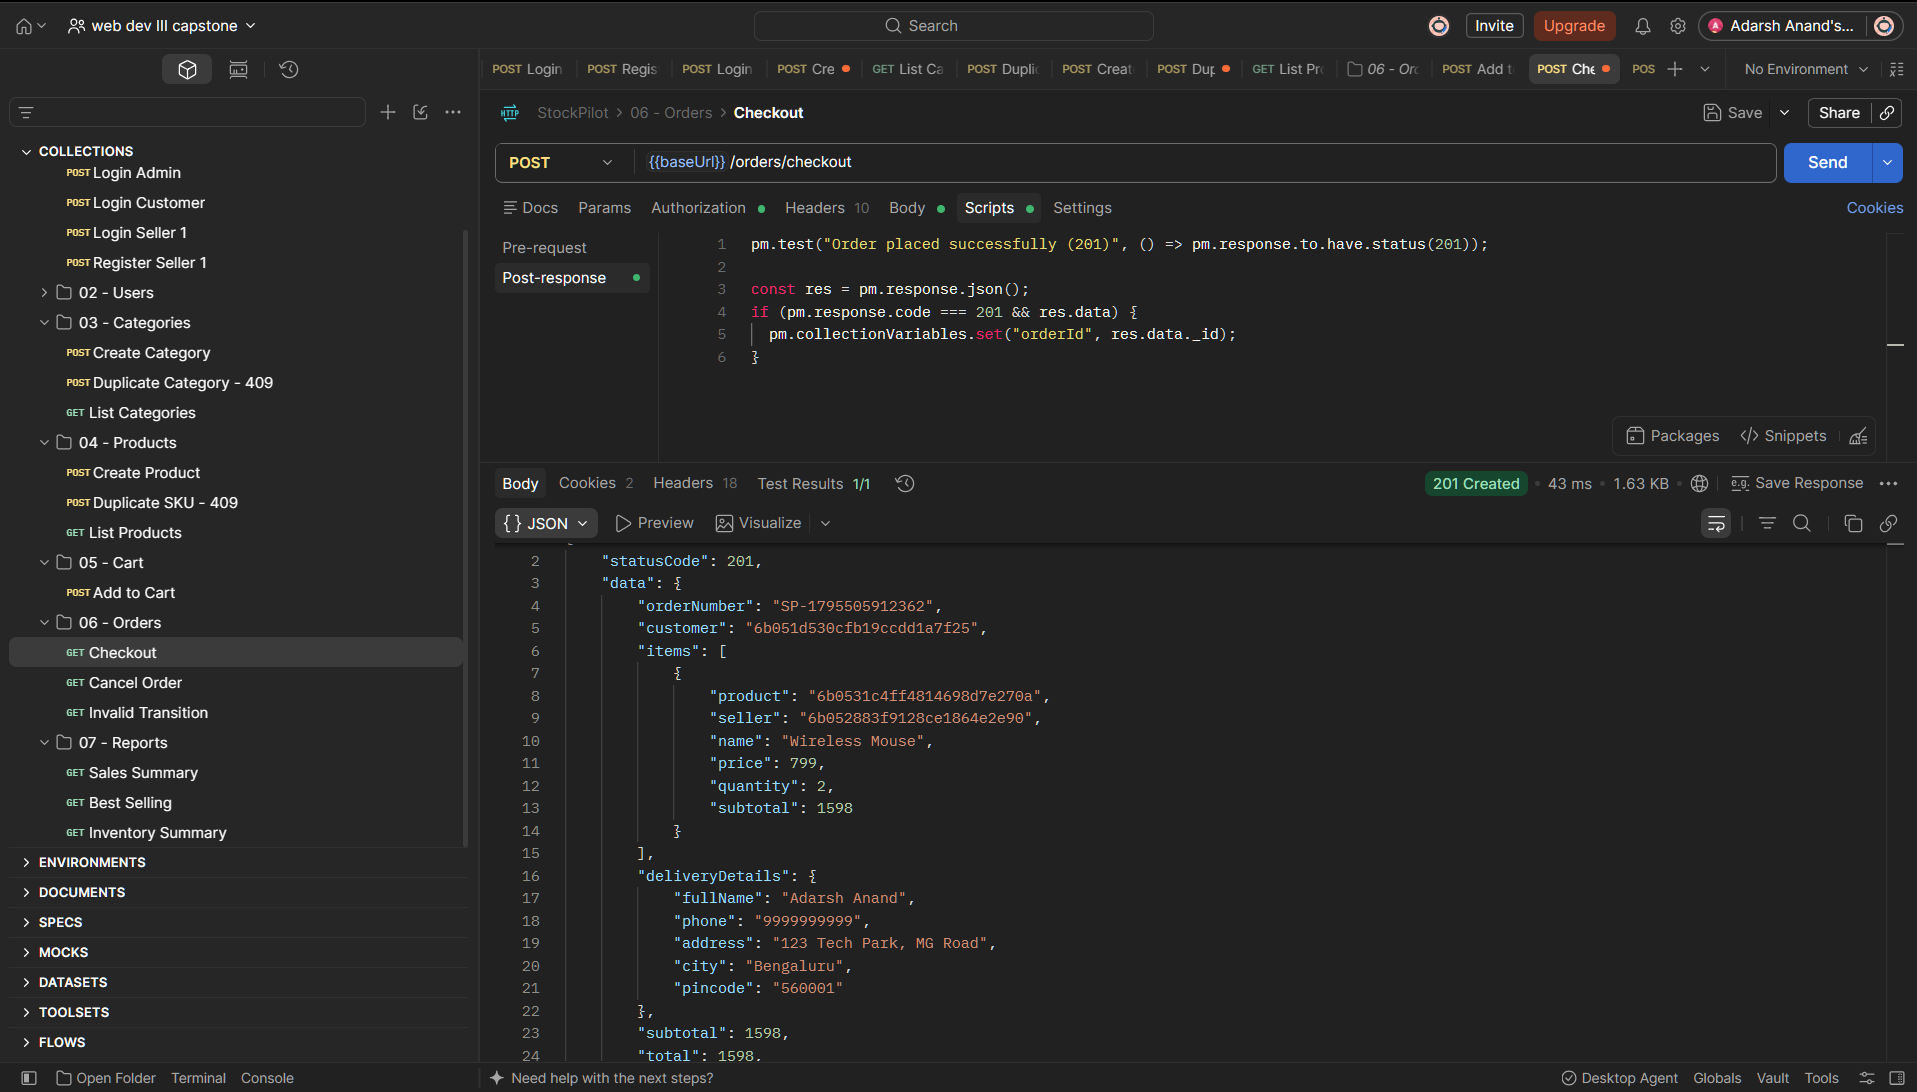 web dev III capstone
Search
Invite
Upgrade
A
Adarsh Anand's...
POST Login
POST Regis
POST Login
POST Cre
GET List Ca
POST Duplic
POST Creat
POST Dup
GET List Pr
06 - Or
POST Add t
POST Che
POS
No Environment
HTTP
StockPilot > 06 - Orders > Checkout
Save
Share
COLLECTIONS
POST Login Admin
POST Login Customer
POST Login Seller 1
POST Register Seller 1
02 - Users
03 - Categories
POST Create Category
POST Duplicate Category - 409
GET List Categories
04 - Products
POST Create Product
POST Duplicate SKU - 409
GET List Products
05 - Cart
POST Add to Cart
06 - Orders
GET Checkout
GET Cancel Order
GET Invalid Transition
07 - Reports
GET Sales Summary
GET Best Selling
GET Inventory Summary
ENVIRONMENTS
DOCUMENTS
SPECS
MOCKS
DATASETS
TOOLSETS
FLOWS
POST
{{baseUrl}} /orders/checkout
Send
Docs
Params
Authorization
Headers 10
Body
Scripts
Settings
Cookies
Pre-request
Post-response
1 pm.test("Order placed successfully (201)", () => pm.response.to.have.status(201));
2
3 const res = pm.response.json();
4 if (pm.response.code === 201 && res.data) {
5 pm.collectionVariables.set("orderId", res.data._id);
6 }
Packages
</> Snippets
Body
Cookies 2
Headers 18
Test Results 1/1
201 Created
43 ms
1.63 KB
e.g. Save Response
{} JSON
Preview
Visualize
2 "statusCode": 201,
3 "data": {
4 "orderNumber": "SP-1795505912362",
5 "customer": "6b051d530cfb19ccdd1a7f25",
6 "items": [
7 {
8 "product": "6b0531c4ff4814698d7e270a",
9 "seller": "6b052883f9128ce1864e2e90",
10 "name": "Wireless Mouse",
11 "price": 799,
12 "quantity": 2,
13 "subtotal": 1598
14 }
15 ],
16 "deliveryDetails": {
17 "fullName": "Adarsh Anand",
18 "phone": "9999999999",
19 "address": "123 Tech Park, MG Road",
20 "city": "Bengaluru",
21 "pincode": "560001"
22 },
23 "subtotal": 1598,
24 "total": 1598,
Open Folder
Terminal
Console
Need help with the next steps?
Desktop Agent
Globals
Vault
Tools